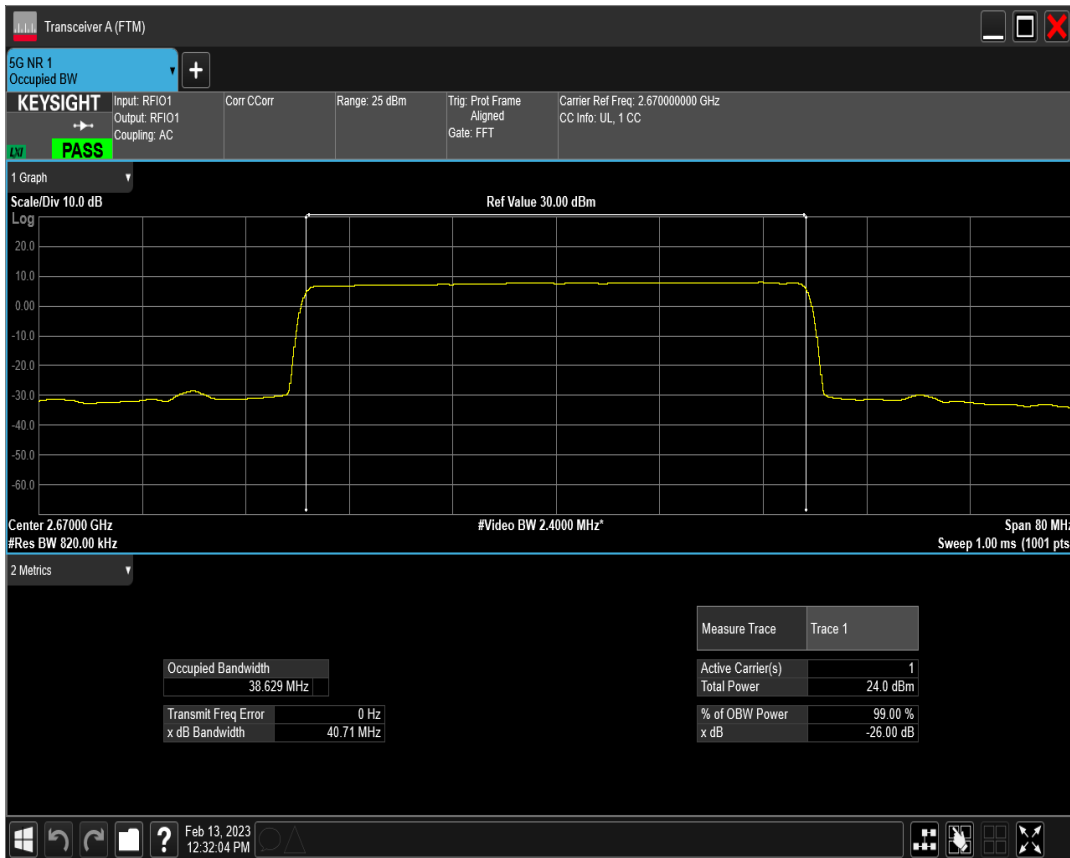 Transceiver A (FTM)
5G NR 1
Occupied BW
+
KEYSIGHT
LXI
PASS
Input: RFIO1
Output: RFIO1
Coupling: AC
Corr CCorr
Range: 25 dBm
Trig: Prot Frame
Aligned
Gate: FFT
Carrier Ref Freq: 2.670000000 GHz
CC Info: UL, 1 CC
1 Graph
Scale/Div 10.0 dB
Ref Value 30.00 dBm
Log
20.0
10.0
0.00
-10.0
-20.0
-30.0
-40.0
-50.0
-60.0
Center 2.67000 GHz
#Video BW 2.4000 MHz*
Span 80 MHz
#Res BW 820.00 kHz
Sweep 1.00 ms (1001 pts
2 Metrics
Measure Trace Trace 1
Occupied Bandwidth
38.629 MHz
Active Carrier(s) 1
Total Power 24.0 dBm
Transmit Freq Error 0 Hz
x dB Bandwidth 40.71 MHz
% of OBW Power 99.00 %
x dB -26.00 dB
?
Feb 13, 2023
12:32:04 PM